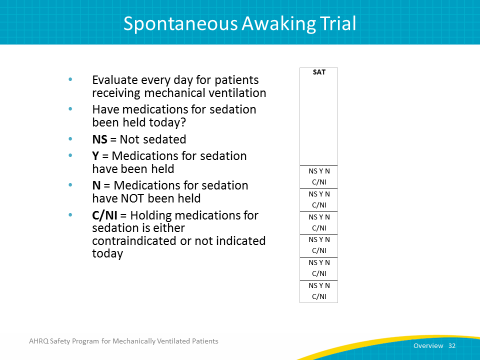 Spontaneous Awaking Trial
• Evaluate every day for patients
receiving mechanical ventilation
• Have medications for sedation
been held today?
• NS = Not sedated
• Y = Medications for sedation
have been held
• N = Medications for sedation
have NOT been held
• C/NI = Holding medications for
sedation is either
contraindicated or not indicated
today
SAT
NS Y N
C/NI
NS Y N
C/NI
NS Y N
C/NI
NS Y N
C/NI
NS Y N
C/NI
NS Y N
C/NI
AHRQ Safety Program for Mechanically Ventilated Patients
Overview 32